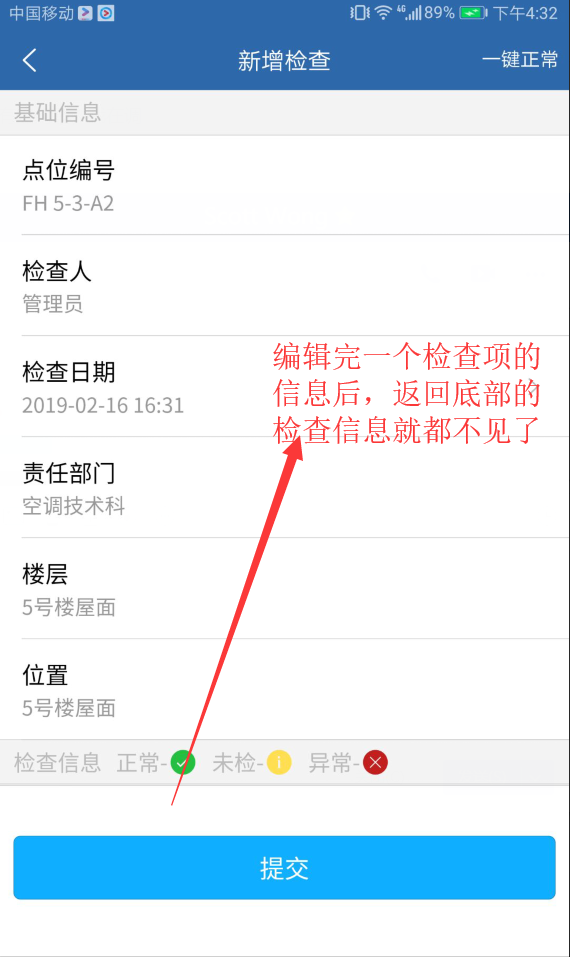 中国移动 4G 89% 下午4:32
新增检查 一键正常
基础信息
点位编号
FH 5-3-A2
检查人
管理员
检查日期
2019-02-16 16:31
编辑完一个检查项的
信息后，返回底部的
检查信息就都不见了
责任部门
空调技术科
楼层
5号楼屋面
位置
5号楼屋面
检查信息 正常- 未检- 异常-
提交